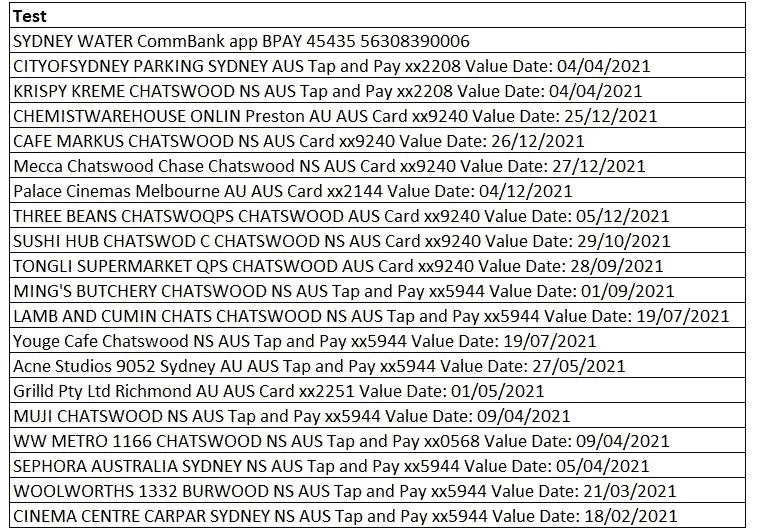 Test
SYDNEY WATER CommBank app BPAY 45435 56308390006
CITYOFSYDNEY PARKING SYDNEY AUS Tap and Pay xx2208 Value Date: 04/04/2021
KRISPY KREME CHATSWOOD NS AUS Tap and Pay xx2208 Value Date: 04/04/2021
CHEMISTWAREHOUSE ONLIN Preston AU AUS Card xx9240 Value Date: 25/12/2021
CAFE MARKUS CHATSWOOD NS AUS Card xx9240 Value Date: 26/12/2021
Mecca Chatswood Chase Chatswood NS AUS Card xx9240 Value Date: 27/12/2021
Palace Cinemas Melbourne AU AUS Card xx2144 Value Date: 04/12/2021
THREE BEANS CHATSWOQPS CHATSWOOD AUS Card xx9240 Value Date: 05/12/2021
SUSHI HUB CHATSWOD C CHATSWOOD NS AUS Card xx9240 Value Date: 29/10/2021
TONGLI SUPERMARKET QPS CHATSWOOD AUS Card xx9240 Value Date: 28/09/2021
MING'S BUTCHERY CHATSWOOD NS AUS Tap and Pay xx5944 Value Date: 01/09/2021
LAMB AND CUMIN CHATS CHATSWOOD NS AUS Tap and Pay xx5944 Value Date: 19/07/2021
Youge Cafe Chatswood NS AUS Tap and Pay xx5944 Value Date: 19/07/2021
Acne Studios 9052 Sydney AU AUS Tap and Pay xx5944 Value Date: 27/05/2021
Grilld Pty Ltd Richmond AU AUS Card xx2251 Value Date: 01/05/2021
MUJI CHATSWOOD NS AUS Tap and Pay xx5944 Value Date: 09/04/2021
WW METRO 1166 CHATSWOOD NS AUS Tap and Pay xx0568 Value Date: 09/04/2021
SEPHORA AUSTRALIA SYDNEY NS AUS Tap and Pay xx5944 Value Date: 05/04/2021
WOOLWORTHS 1332 BURWOOD NS AUS Tap and Pay xx5944 Value Date: 21/03/2021
CINEMA CENTRE CARPAR SYDNEY NS AUS Tap and Pay xx5944 Value Date: 18/02/2021